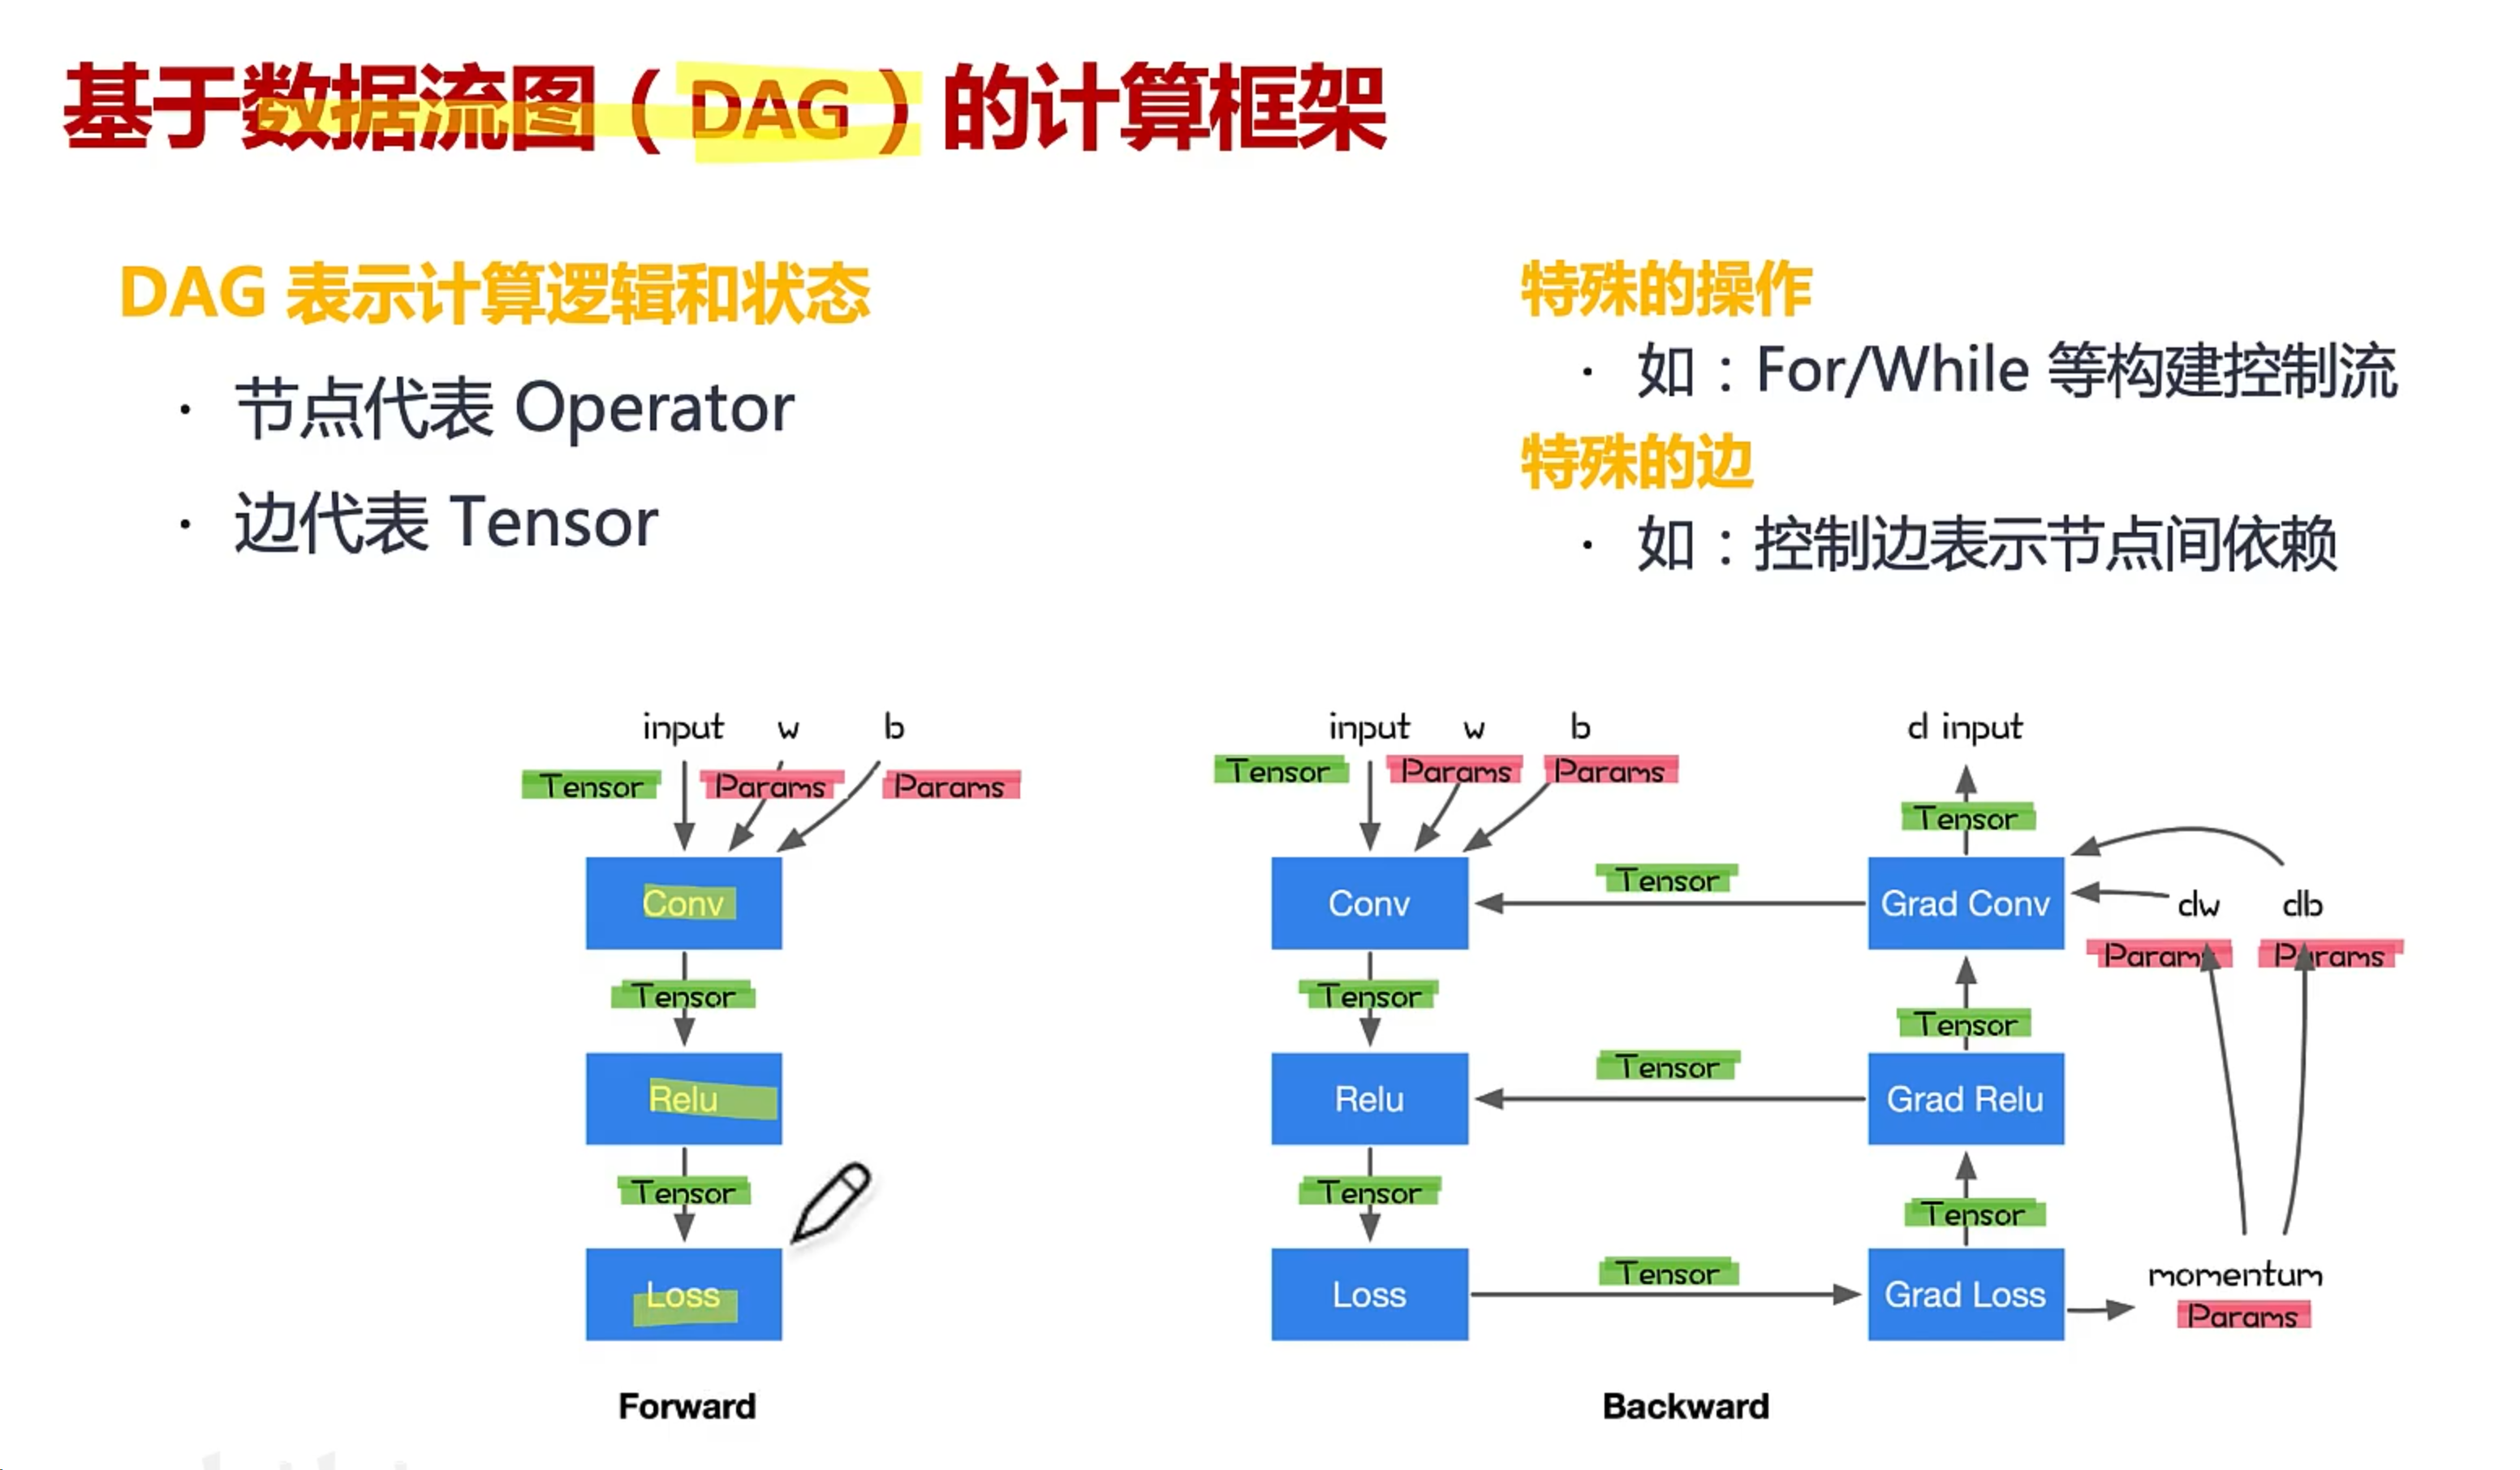 基于数据流图（DAG）的计算框架
DAG 表示计算逻辑和状态
· 节点代表 Operator
· 边代表 Tensor
特殊的操作
· 如：For/While 等构建控制流
特殊的边
· 如：控制边表示节点间依赖
input w b
Tensor Params Params
Conv
Tensor
Relu
Tensor
Loss
Forward
input w b d input
Tensor Params Params
Tensor
Conv Tensor Grad Conv dw db
Params Params
Tensor Tensor
Relu Tensor Grad Relu
Tensor Tensor
Loss Tensor Grad Loss momentum
Params
Backward